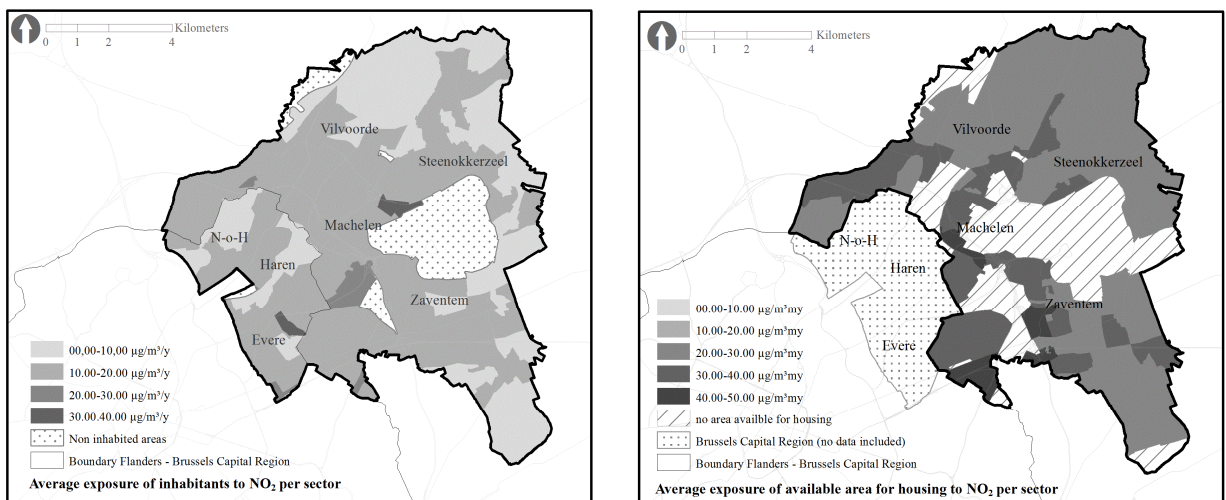 Kilometers
0 1 2 4
Vilvoorde
Steenokkerzeel
Machelen
N-o-H
Haren
Zaventem
Evere
00,00-10,00 µg/m³/y
10.00-20.00 µg/m³/y
20.00-30.00 µg/m³/y
30.00.40.00 µg/m³/y
Non inhabited areas
Boundary Flanders - Brussels Capital Region
Average exposure of inhabitants to NO₂ per sector
Kilometers
0 1 2 4
Vilvoorde
Steenokkerzeel
Machelen
N-o-H
Haren
Zaventem
Evere
00.00-10.00 µg/m³my
10.00-20.00 µg/m³my
20.00-30.00 µg/m³my
30.00-40.00 µg/m³my
40.00-50.00 µg/m³my
no area availble for housing
Brussels Capital Region (no data included)
Boundary Flanders - Brussels Capital Region
Average exposure of available area for housing to NO₂ per sector